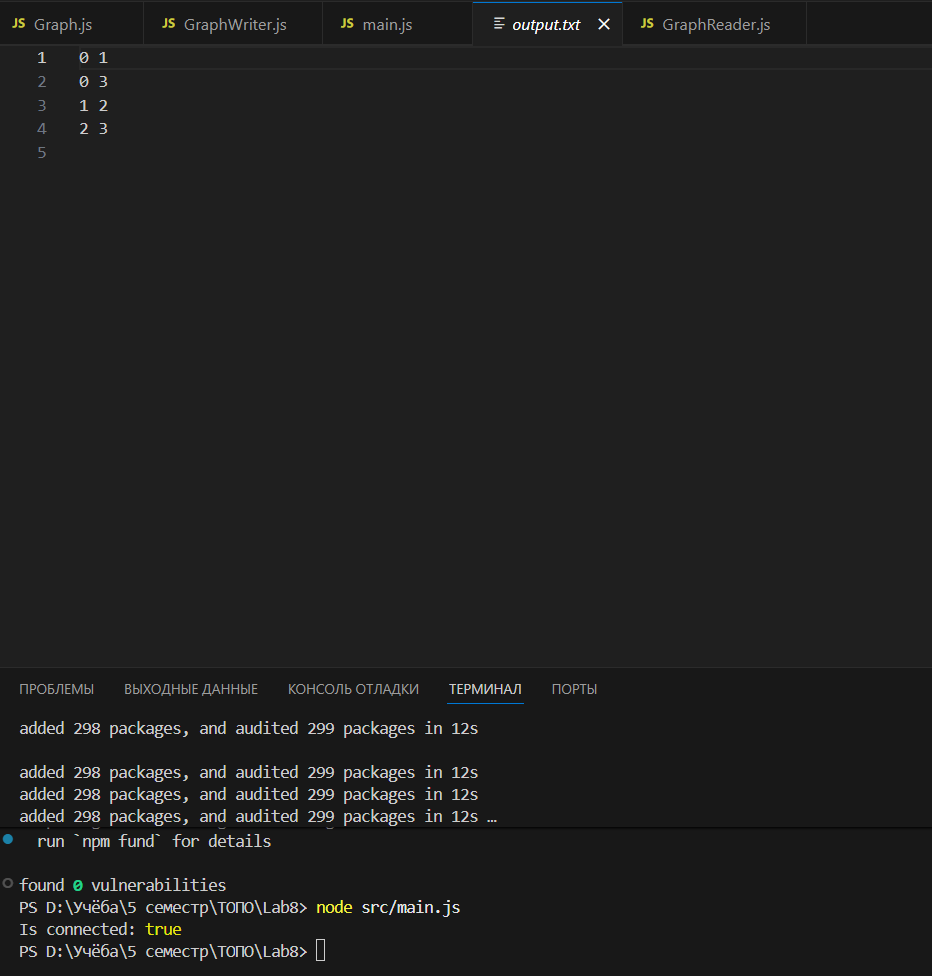 JS Graph.js JS GraphWriter.js JS main.js output.txt JS GraphReader.js
1 0 1
2 0 3
3 1 2
4 2 3
5
ПРОБЛЕМЫ ВЫХОДНЫЕ ДАННЫЕ КОНСОЛЬ ОТЛАДКИ ТЕРМИНАЛ ПОРТЫ
added 298 packages, and audited 299 packages in 12s
added 298 packages, and audited 299 packages in 12s
added 298 packages, and audited 299 packages in 12s
added 298 packages, and audited 299 packages in 12s …
run `npm fund` for details
found 0 vulnerabilities
PS D:\Учёба\5 семестр\ТОПО\Lab8> node src/main.js
Is connected: true
PS D:\Учёба\5 семестр\ТОПО\Lab8>